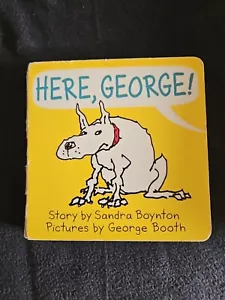 HERE, GEORGE!
Story by Sandra Boynton
Pictures by George Booth